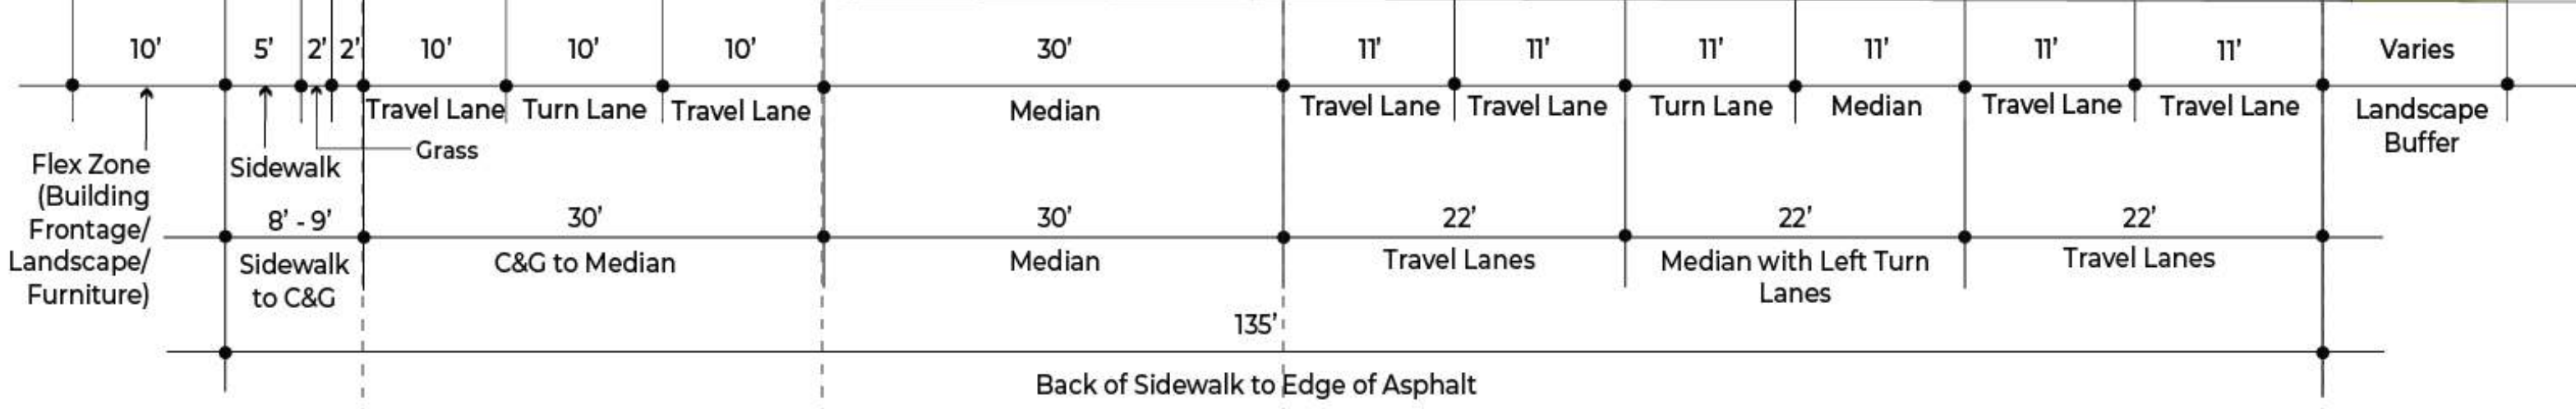 10’ 5’ 2’ 2’ 10’ 10’ 10’ 30’ 11’ 11’ 11’ 11’ 11’ 11’ Varies
Travel Lane Turn Lane Travel Lane Median Travel Lane Travel Lane Turn Lane Median Travel Lane Travel Lane Landscape
Buffer
Grass
Flex Zone
(Building
Frontage/
Landscape/
Furniture)
Sidewalk
8’ - 9’ 30’ 30’ 22’ 22’ 22’
Sidewalk
to C&G
C&G to Median
Median
Travel Lanes
Median with Left Turn
Lanes
Travel Lanes
135’
Back of Sidewalk to Edge of Asphalt